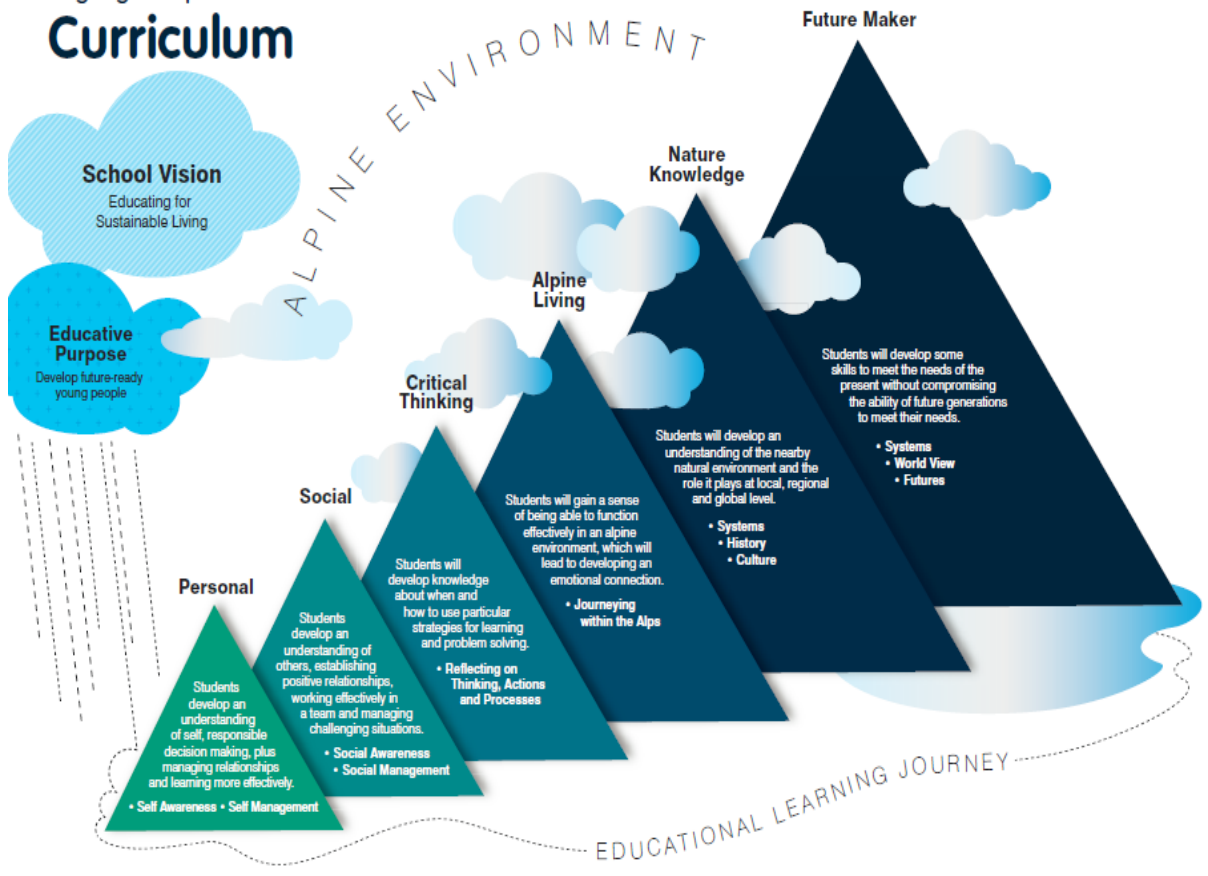 Curriculum
ALPINE ENVIRONMENT
School Vision
Educating for
Sustainable Living
Educative
Purpose
Develop future-ready
young people
Personal
Students
develop an
understanding
of self, responsible
decision making, plus
managing relationships
and learning more effectively.
• Self Awareness • Self Management
Social
Students
develop an
understanding of
others, establishing
positive relationships,
working effectively in
a team and managing
challenging situations.
• Social Awareness
• Social Management
Critical
Thinking
Students will
develop knowledge
about when and
how to use particular
strategies for learning
and problem solving.
• Reflecting on
Thinking, Actions
and Processes
Alpine
Living
Students will gain a sense
of being able to function
effectively in an alpine
environment, which will
lead to developing an
emotional connection.
• Journeying
within the Alps
Nature
Knowledge
Students will develop an
understanding of the nearby
natural environment and the
role it plays at local, regional
and global level.
• Systems
• History
• Culture
Future Maker
Students will develop some
skills to meet the needs of the
present without compromising
the ability of future generations
to meet their needs.
• Systems
• World View
• Futures
EDUCATIONAL LEARNING JOURNEY